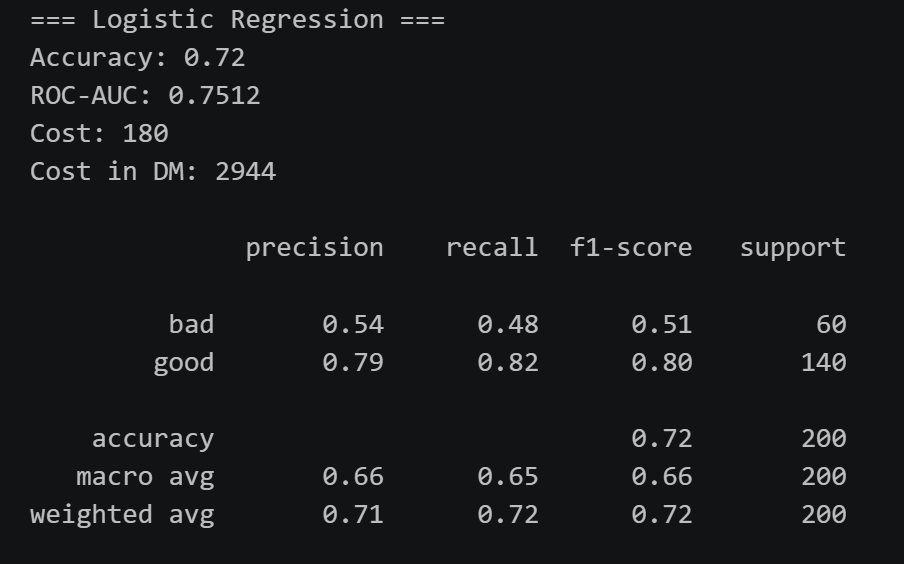 === Logistic Regression ===
Accuracy: 0.72
ROC-AUC: 0.7512
Cost: 180
Cost in DM: 2944
precision recall f1-score support
bad 0.54 0.48 0.51 60
good 0.79 0.82 0.80 140
accuracy 0.72 200
macro avg 0.66 0.65 0.66 200
weighted avg 0.71 0.72 0.72 200